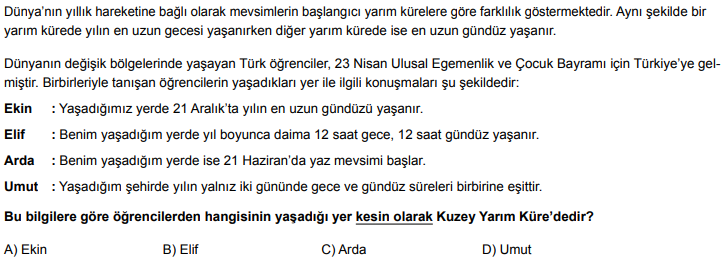 Dünya’nın yıllık hareketine bağlı olarak mevsimlerin başlangıcı yarım kürelere göre farklılık göstermektedir. Aynı şekilde bir
yarım kürede yılın en uzun gecesi yaşanırken diğer yarım kürede ise en uzun gündüz yaşanır.
Dünyanın değişik bölgelerinde yaşayan Türk öğrenciler, 23 Nisan Ulusal Egemenlik ve Çocuk Bayramı için Türkiye’ye gel-
miştir. Birbirleriyle tanışan öğrencilerin yaşadıkları yer ile ilgili konuşmaları şu şekildedir:
Ekin : Yaşadığımız yerde 21 Aralık’ta yılın en uzun gündüzü yaşanır.
Elif : Benim yaşadığım yerde yıl boyunca daima 12 saat gece, 12 saat gündüz yaşanır.
Arda : Benim yaşadığım yerde ise 21 Haziran’da yaz mevsimi başlar.
Umut : Yaşadığım şehirde yılın yalnız iki gününde gece ve gündüz süreleri birbirine eşittir.
Bu bilgilere göre öğrencilerden hangisinin yaşadığı yer kesin olarak Kuzey Yarım Küre’dedir?
A) Ekin B) Elif C) Arda D) Umut